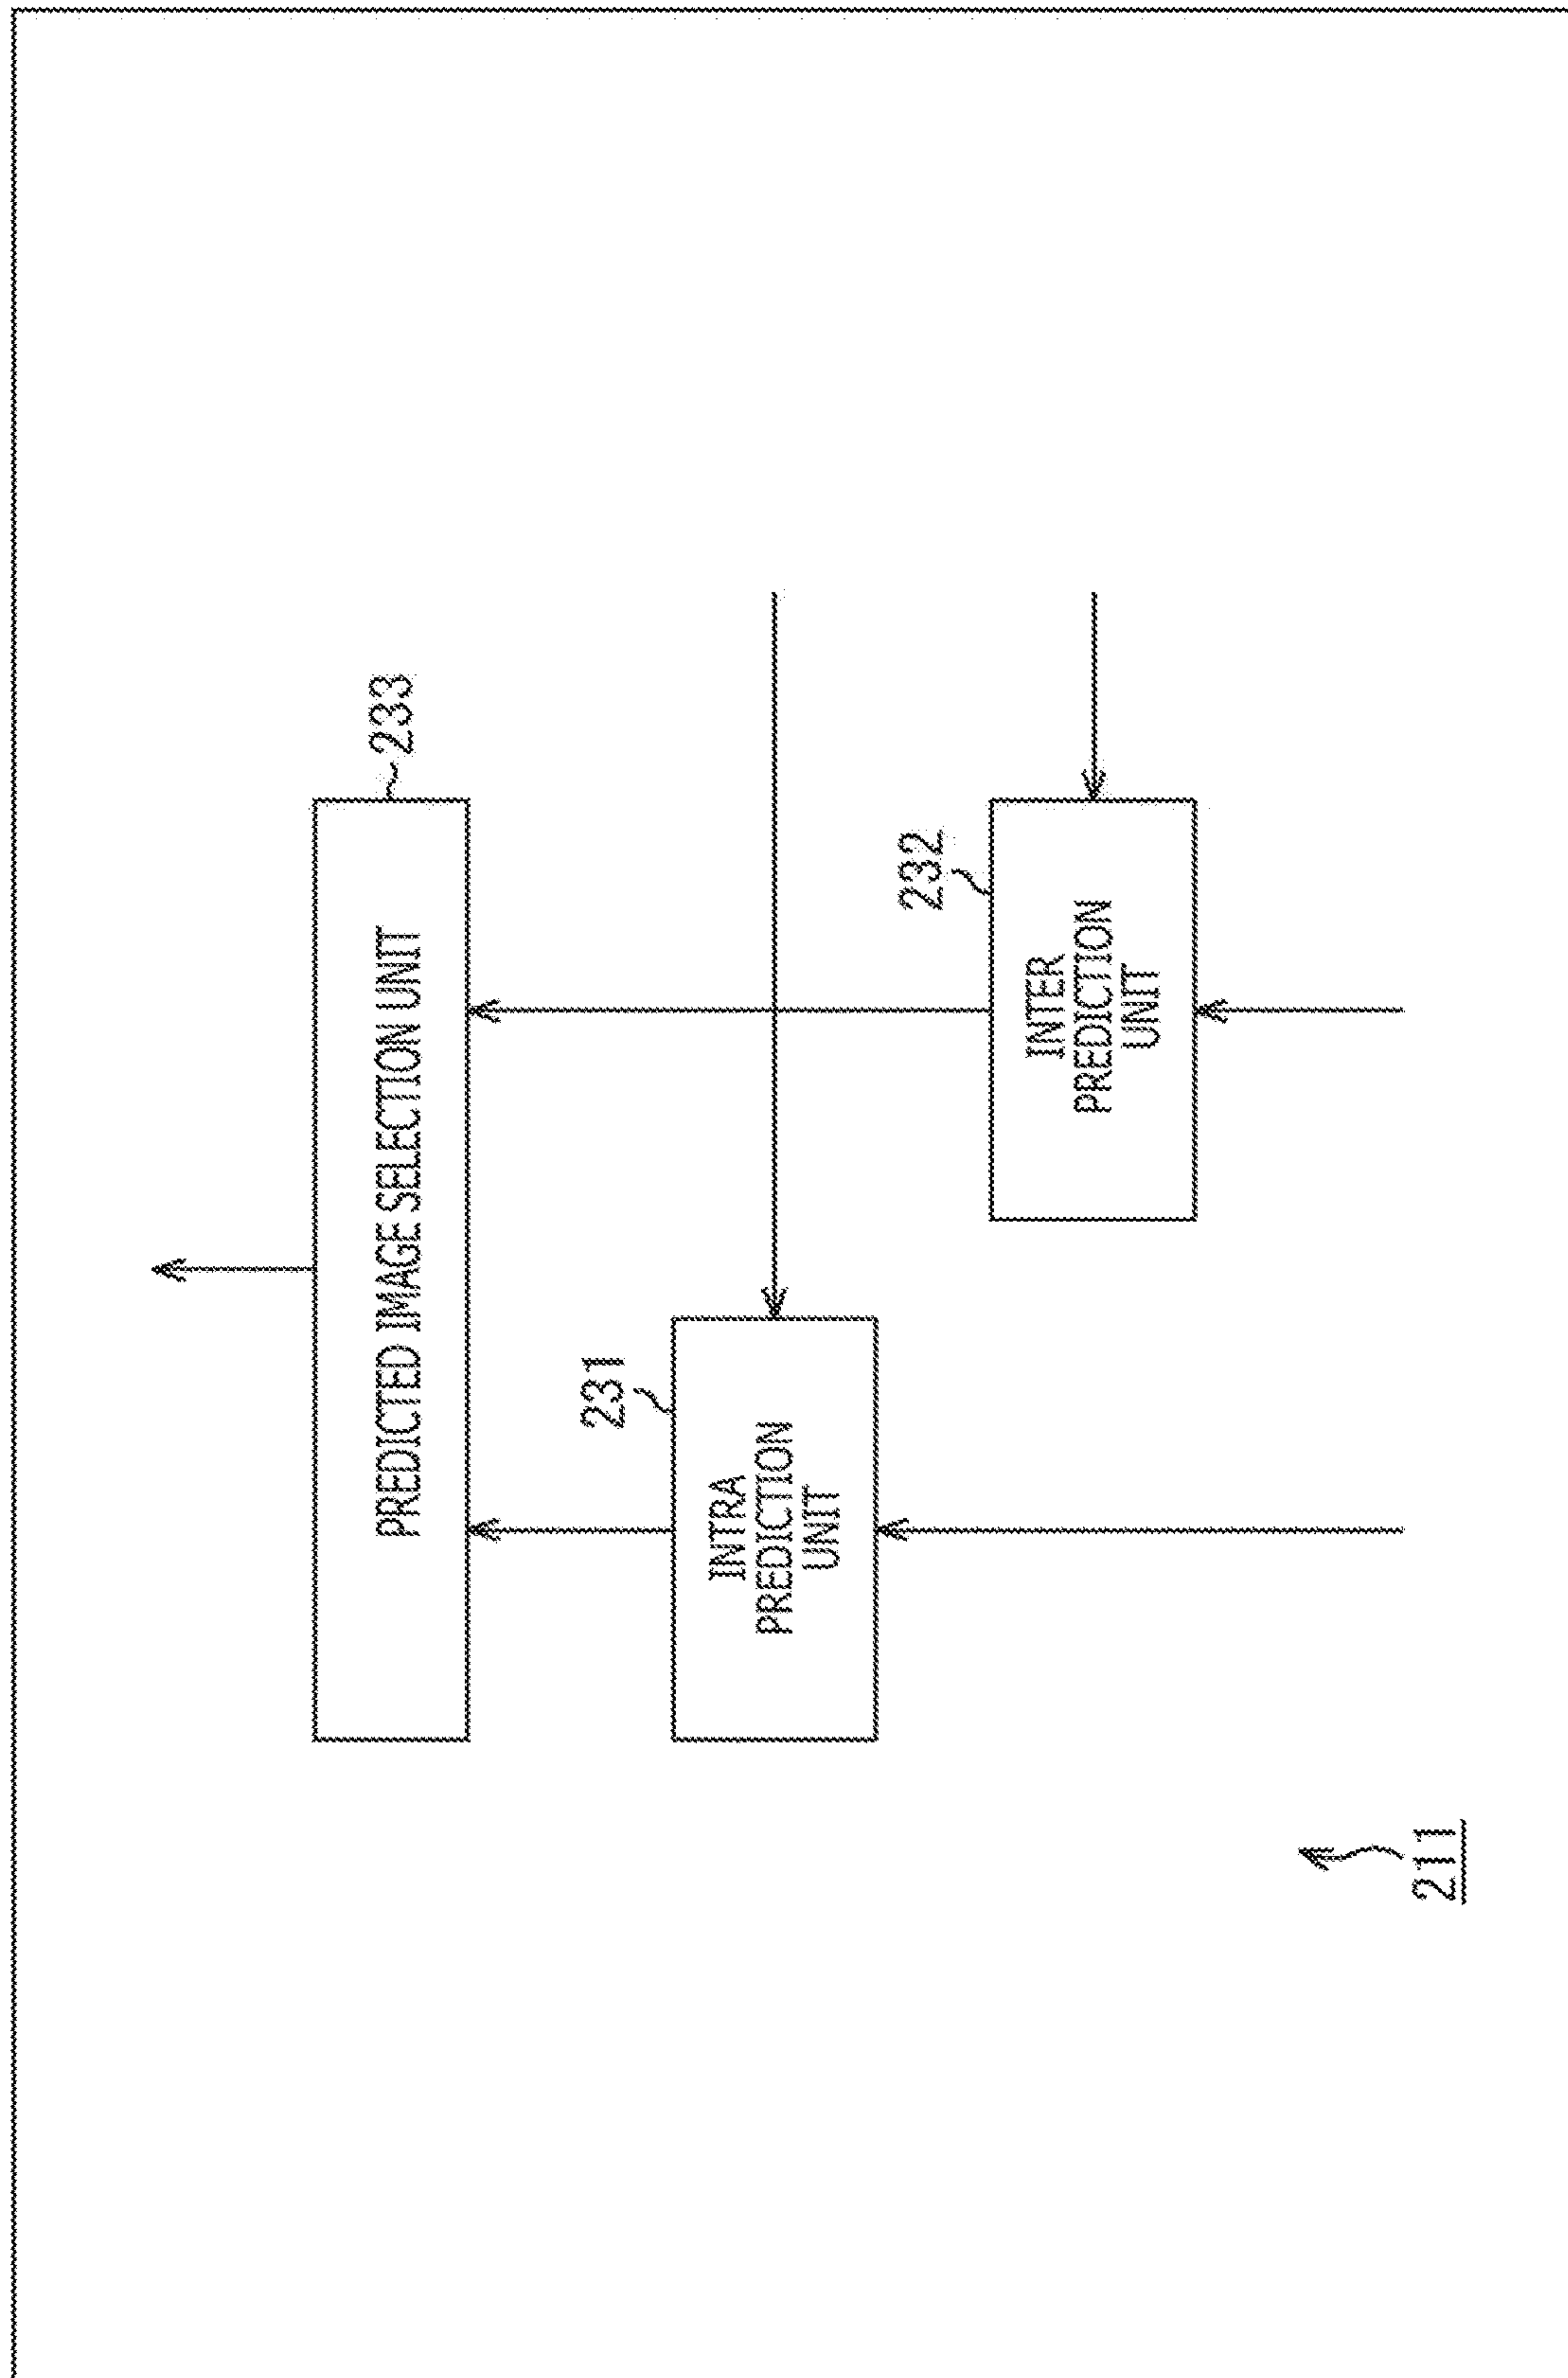 233
PREDICTED IMAGE SELECTION UNIT
231
INTRA
PREDICTION
UNIT
232
INTER
PREDICTION
UNIT
211